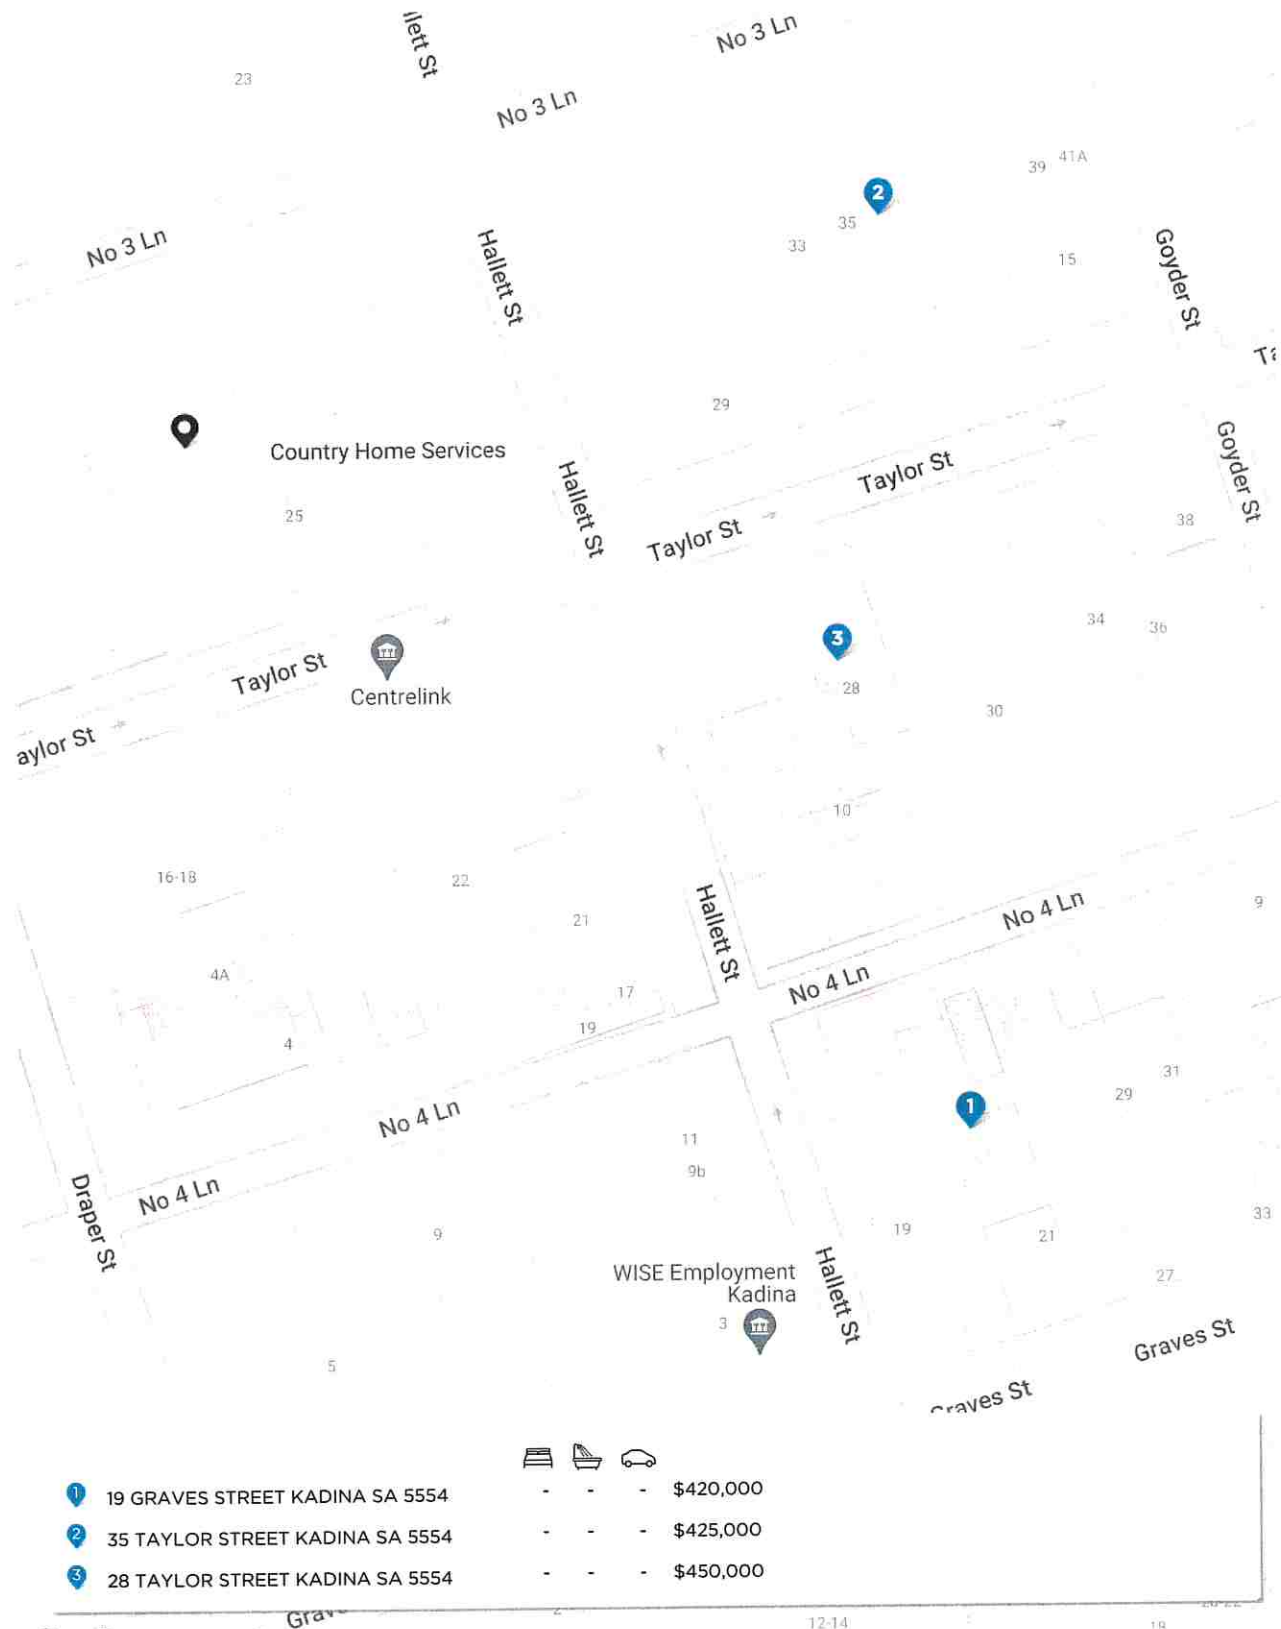 llett St
No 3 Ln
23
No 3 Ln
41A
39
2
35
33
No 3 Ln
Hallett St
15
Goyder St
29
Country Home Services
Taylor St
Goyder St
25
Hallett St
Taylor St
38
34
36
3
Taylor St
Centrelink
28
30
aylor St
10
16-18
22
21
Hallett St
No 4 Ln
9
4A
No 4 Ln
17
19
4
31
29
1
No 4 Ln
11
9b
No 4 Ln
Draper St
33
19
21
9
27
WISE Employment
Kadina
Hallett St
3
Graves St
5
Graves St
1 19 GRAVES STREET KADINA SA 5554 - - - $420,000
2 35 TAYLOR STREET KADINA SA 5554 - - - $425,000
3 28 TAYLOR STREET KADINA SA 5554 - - - $450,000
12-14